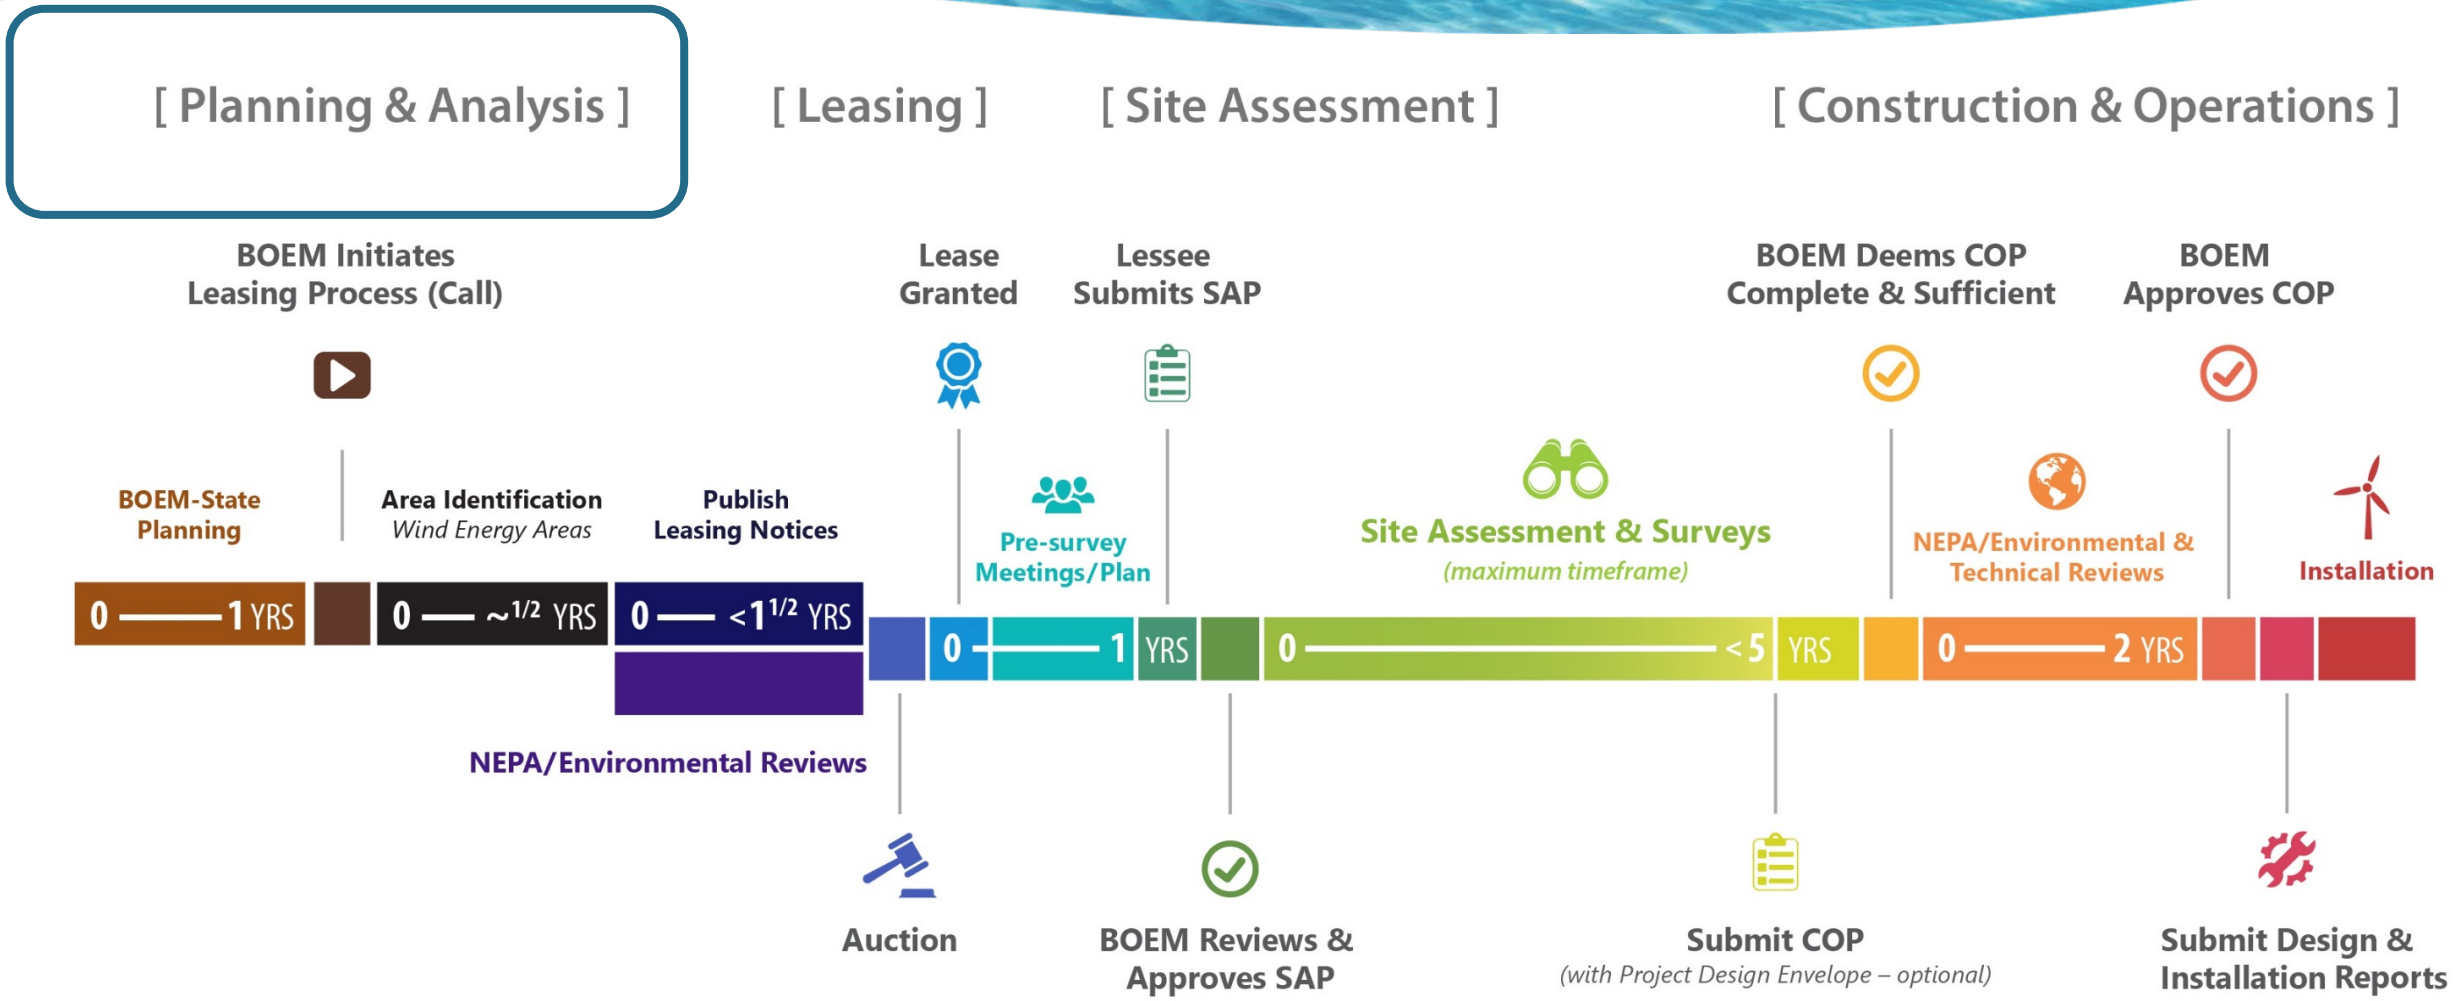 [ Planning & Analysis ]
[ Leasing ]
[ Site Assessment ]
[ Construction & Operations ]
BOEM Initiates
Leasing Process (Call)
Lease
Granted
Lessee
Submits SAP
BOEM Deems COP
Complete & Sufficient
BOEM
Approves COP
BOEM-State
Planning
Area Identification
Wind Energy Areas
Publish
Leasing Notices
Pre-survey
Meetings/Plan
Site Assessment & Surveys
(maximum timeframe)
NEPA/Environmental &
Technical Reviews
Installation
0 — 1 YRS
0 — ~1/2 YRS
0 — <1 1/2 YRS
0 — 1 YRS
0 — <5 YRS
0 — 2 YRS
NEPA/Environmental Reviews
Auction
BOEM Reviews &
Approves SAP
Submit COP
(with Project Design Envelope – optional)
Submit Design &
Installation Reports